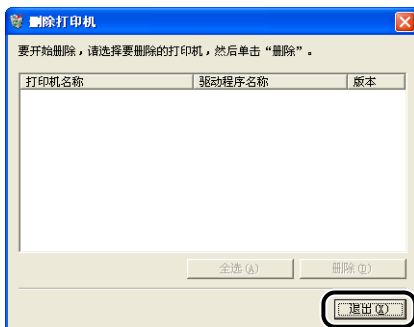 删除打印机
要开始删除，请选择要删除的打印机，然后单击“删除”。
打印机名称 驱动程序名称 版本
全选(A) 删除(D)
退出(X)